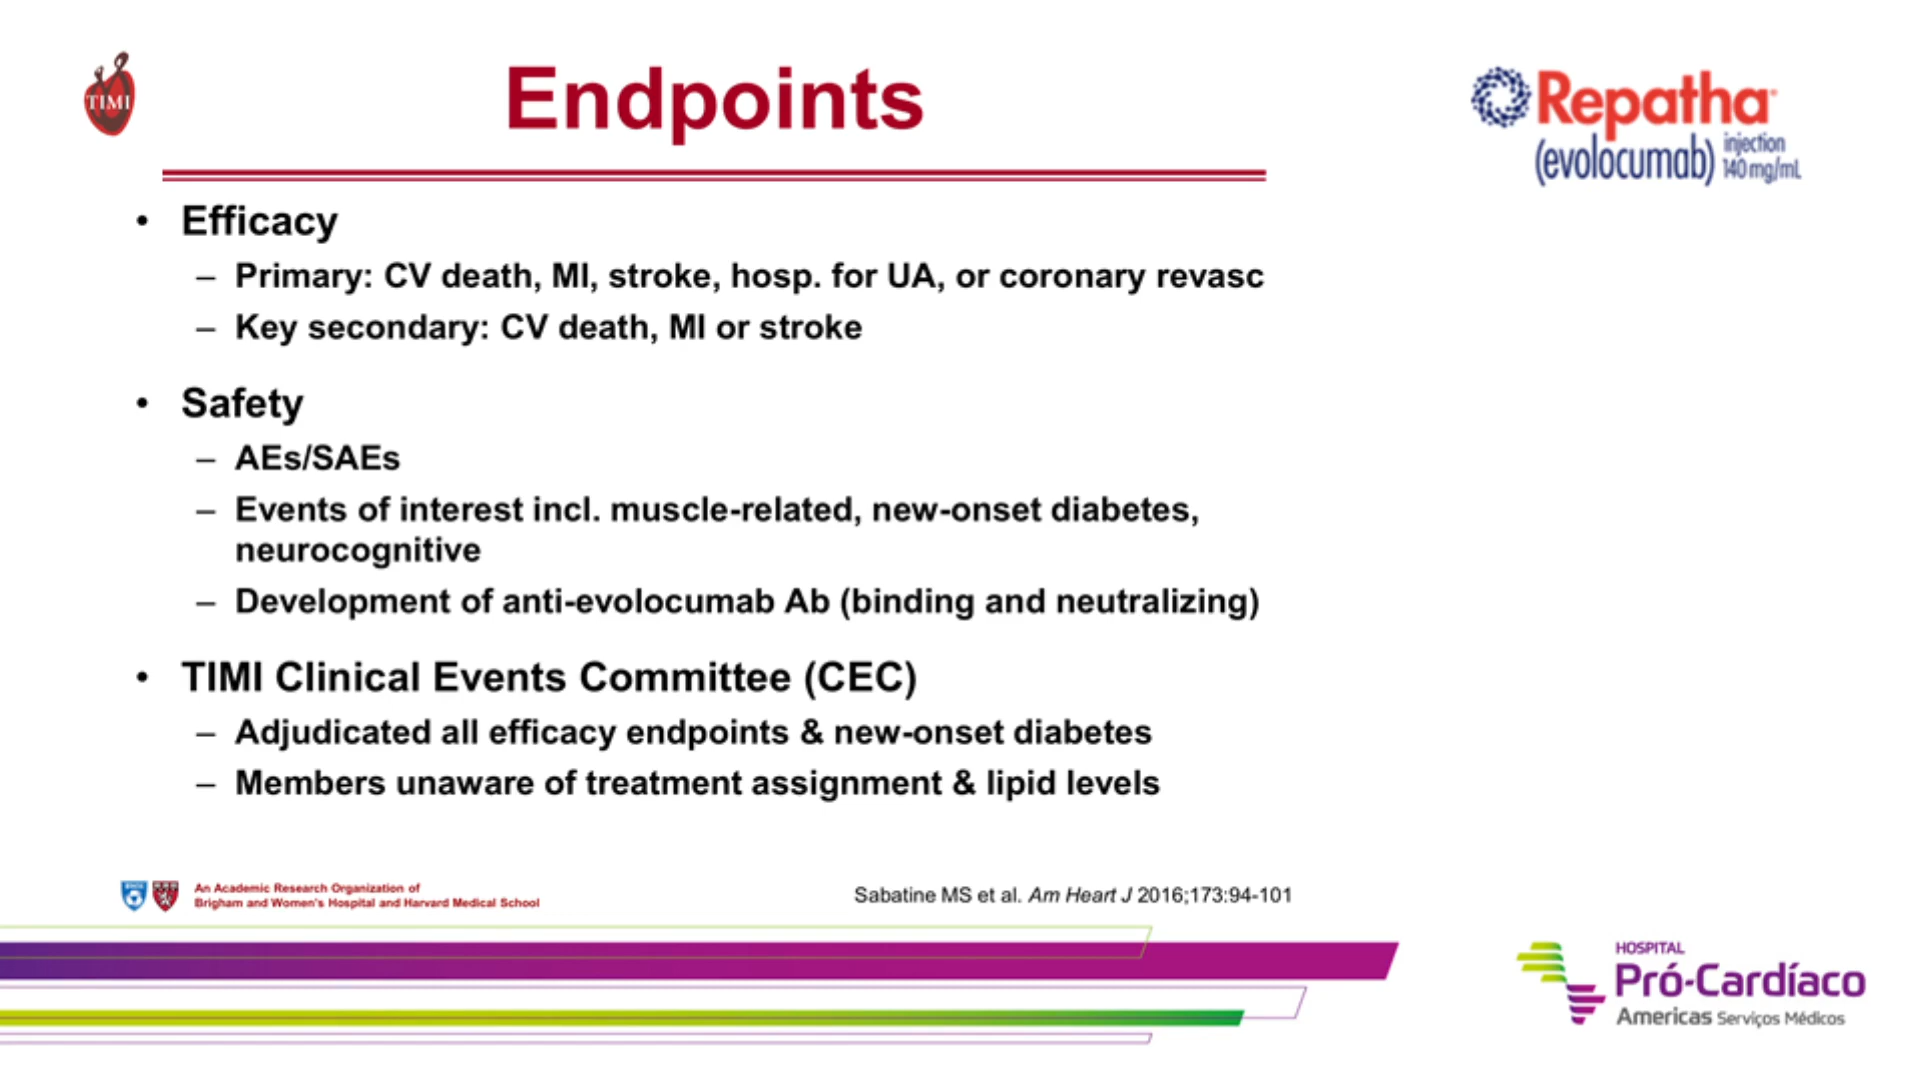 TIMI
Endpoints
Repatha
(evolocumab) injection 140 mg/mL
• Efficacy
– Primary: CV death, MI, stroke, hosp. for UA, or coronary revasc
– Key secondary: CV death, MI or stroke
• Safety
– AEs/SAEs
– Events of interest incl. muscle-related, new-onset diabetes,
neurocognitive
– Development of anti-evolocumab Ab (binding and neutralizing)
• TIMI Clinical Events Committee (CEC)
– Adjudicated all efficacy endpoints & new-onset diabetes
– Members unaware of treatment assignment & lipid levels
An Academic Research Organization of
Brigham and Women's Hospital and Harvard Medical School
Sabatine MS et al. Am Heart J 2016;173:94-101
HOSPITAL
Pró-Cardíaco
Americas Serviços Médicos